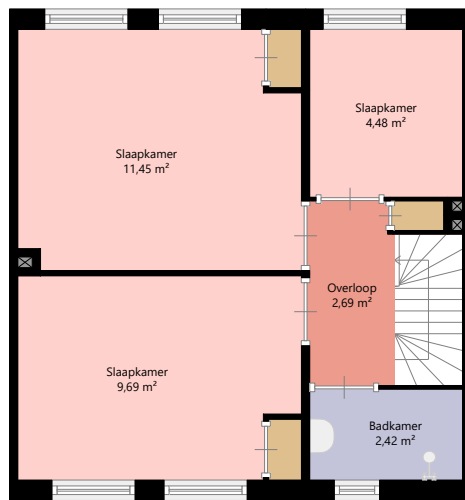 Slaapkamer
11,45 m²
Slaapkamer
4,48 m²
Overloop
2,69 m²
Slaapkamer
9,69 m²
Badkamer
2,42 m²